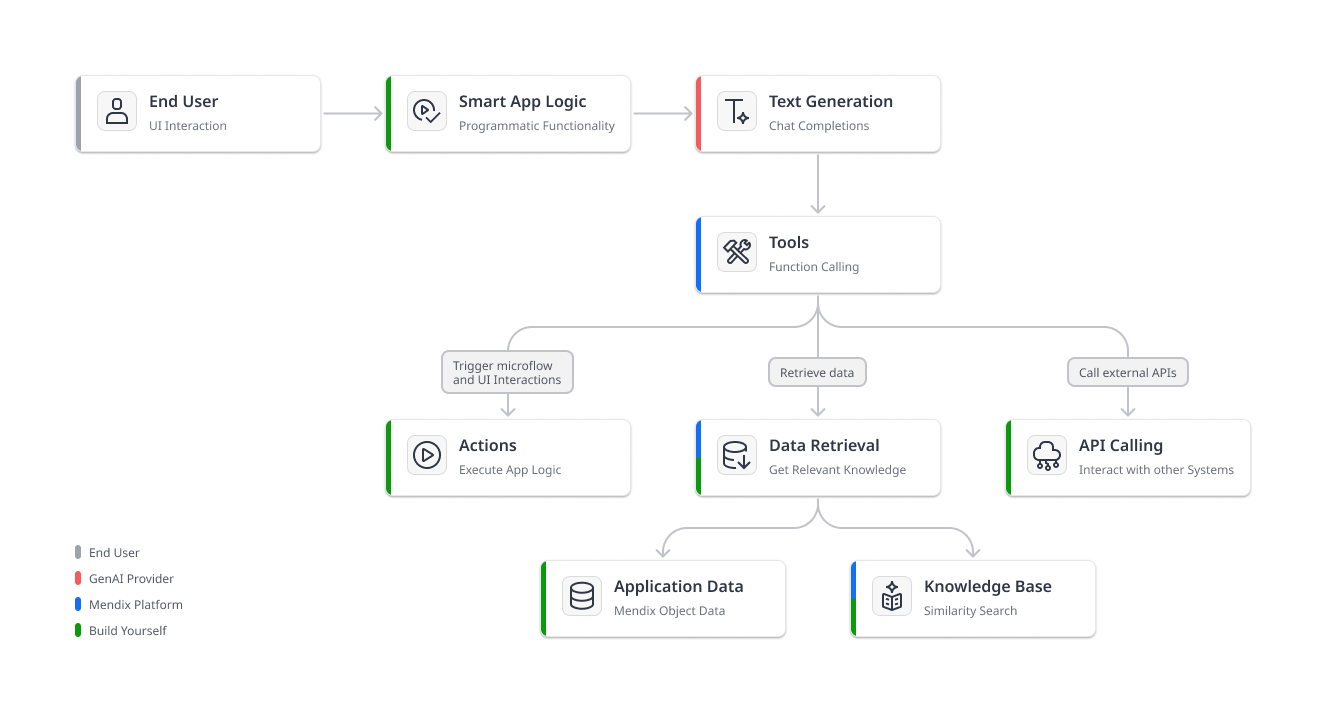 End User
UI Interaction
Smart App Logic
Programmatic Functionality
Text Generation
Chat Completions
Tools
Function Calling
Trigger microflow
and UI Interactions
Retrieve data
Call external APIs
Actions
Execute App Logic
Data Retrieval
Get Relevant Knowledge
API Calling
Interact with other Systems
Application Data
Mendix Object Data
Knowledge Base
Similarity Search
End User
GenAI Provider
Mendix Platform
Build Yourself